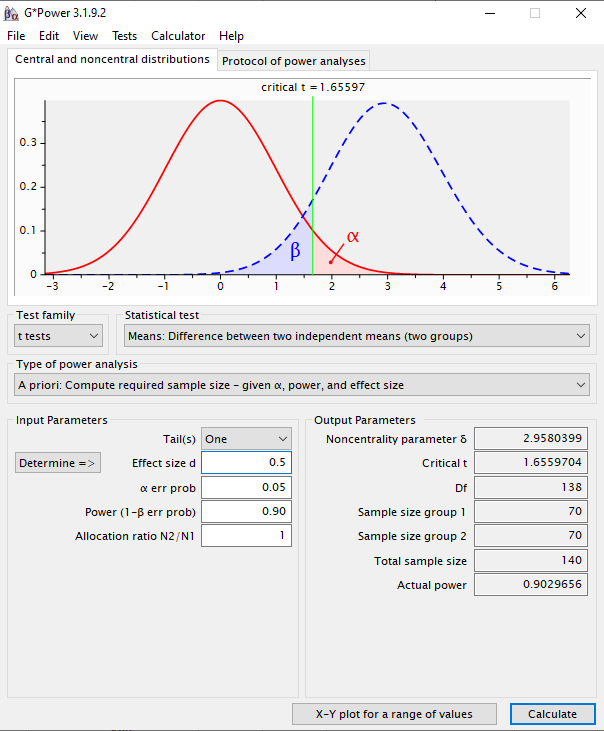 G*Power 3.1.9.2
File Edit View Tests Calculator Help
Central and noncentral distributions Protocol of power analyses
critical t = 1.65597
0.3
0.2
0.1
0
β
α
-3 -2 -1 0 1 2 3 4 5 6
Test family Statistical test
t tests Means: Difference between two independent means (two groups)
Type of power analysis
A priori: Compute required sample size - given α, power, and effect size
Input Parameters Output Parameters
Tail(s) One Noncentrality parameter δ 2.9580399
Determine => Effect size d 0.5 Critical t 1.6559704
α err prob 0.05 Df 138
Power (1-β err prob) 0.90 Sample size group 1 70
Allocation ratio N2/N1 1 Sample size group 2 70
Total sample size 140
Actual power 0.9029656
X-Y plot for a range of values Calculate